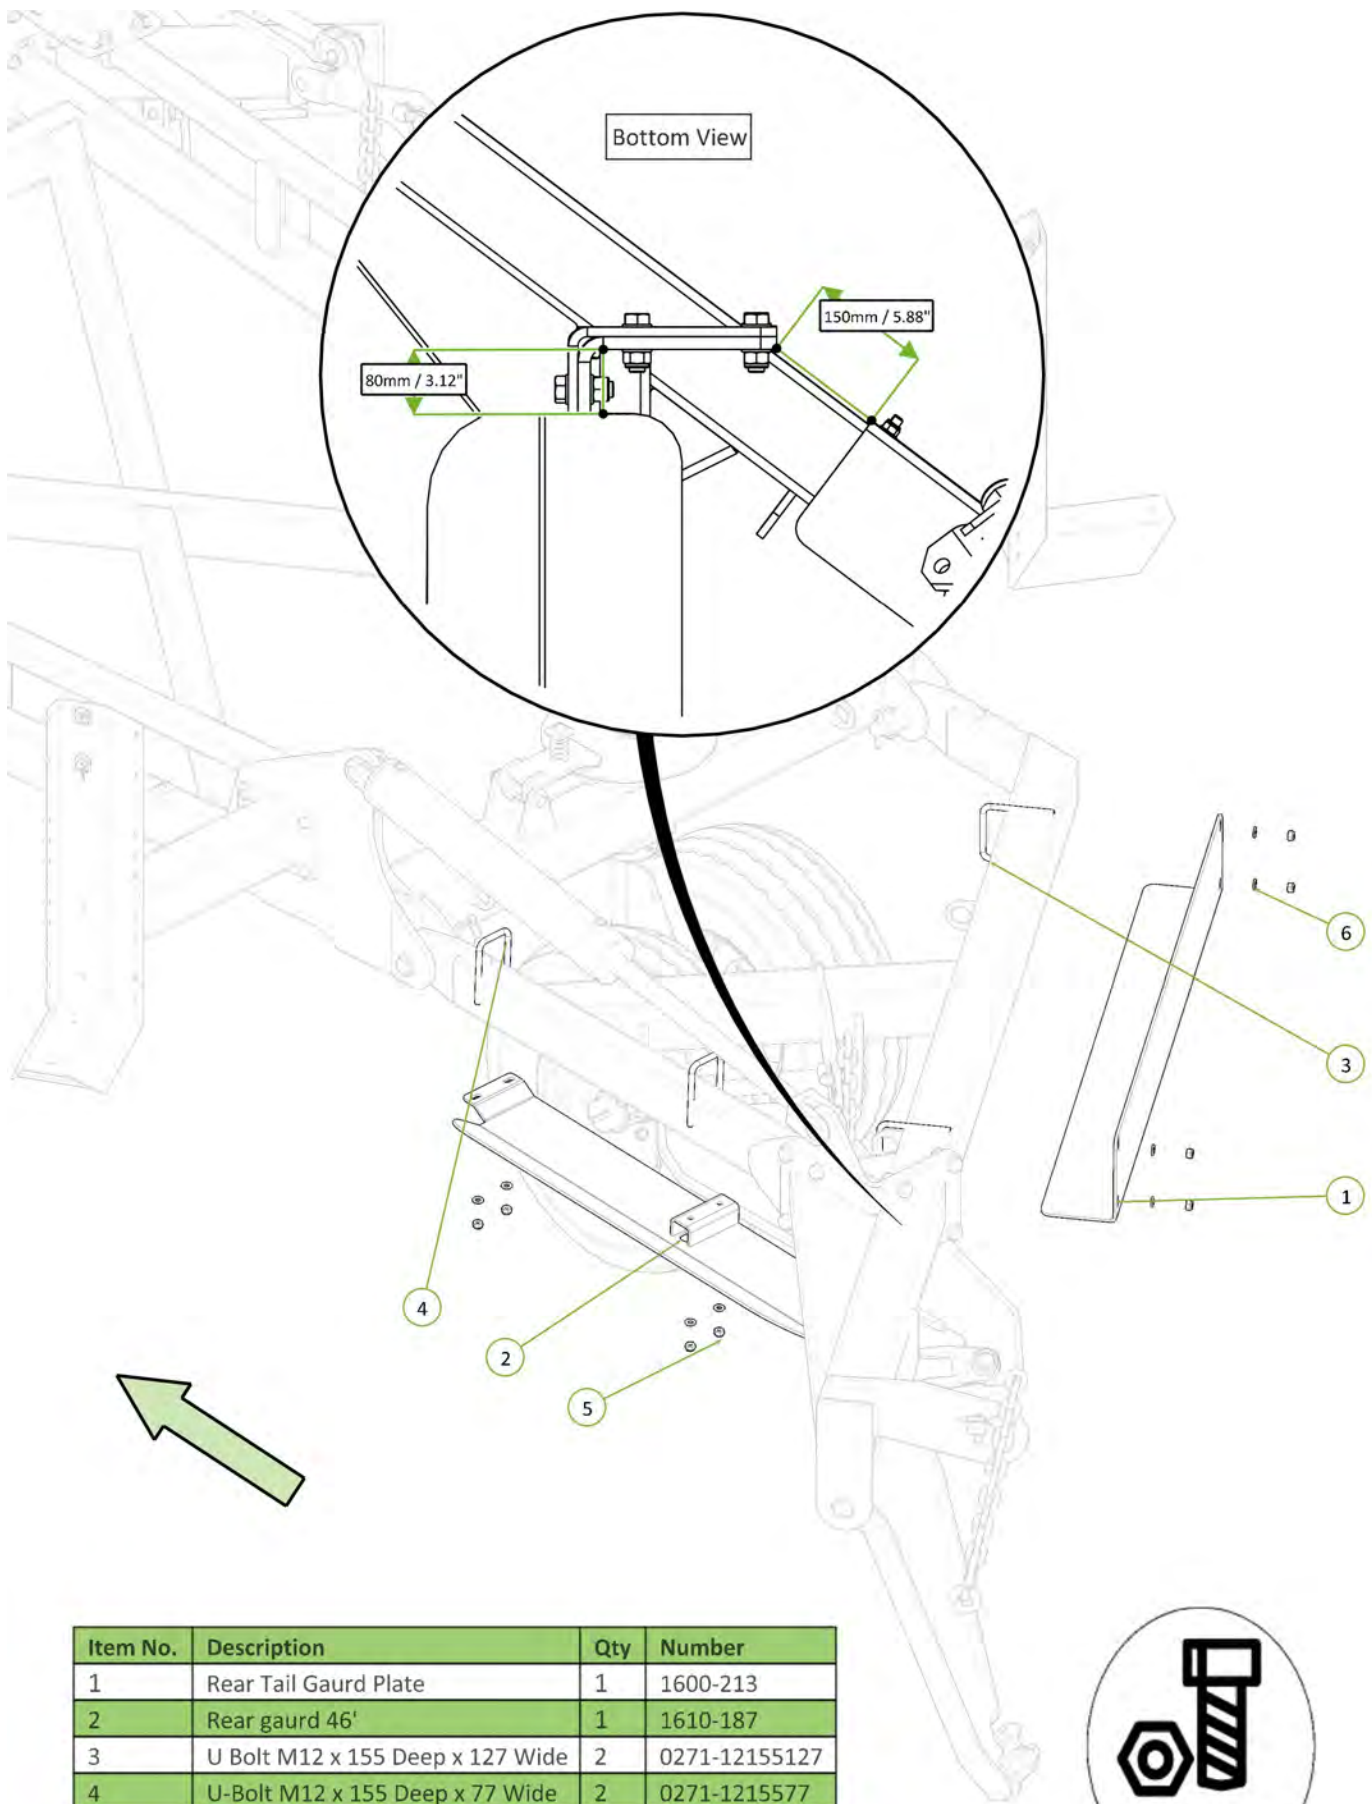 Bottom View
150mm / 5.88"
80mm / 3.12"
6
3
1
4
2
5
Item No. Description Qty Number
1 Rear Tail Gaurd Plate 1 1600-213
2 Rear gaurd 46' 1 1610-187
3 U Bolt M12 x 155 Deep x 127 Wide 2 0271-12155127
4 U-Bolt M12 x 155 Deep x 77 Wide 2 0271-1215577